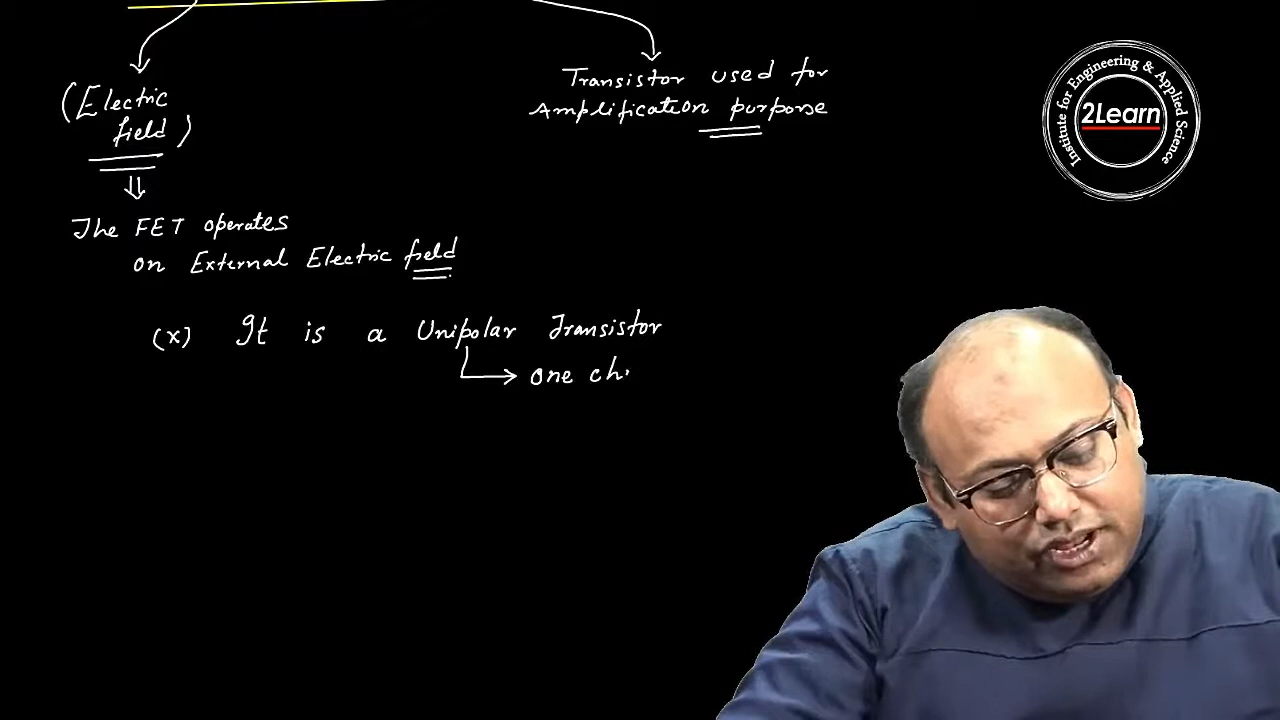 (Electric
field)
Transistor used for
Amplification purpose
The FET operates
on External Electric field
(x) It is a Unipolar Transistor
one ch
Institute for Engineering & Applied Science
2Learn